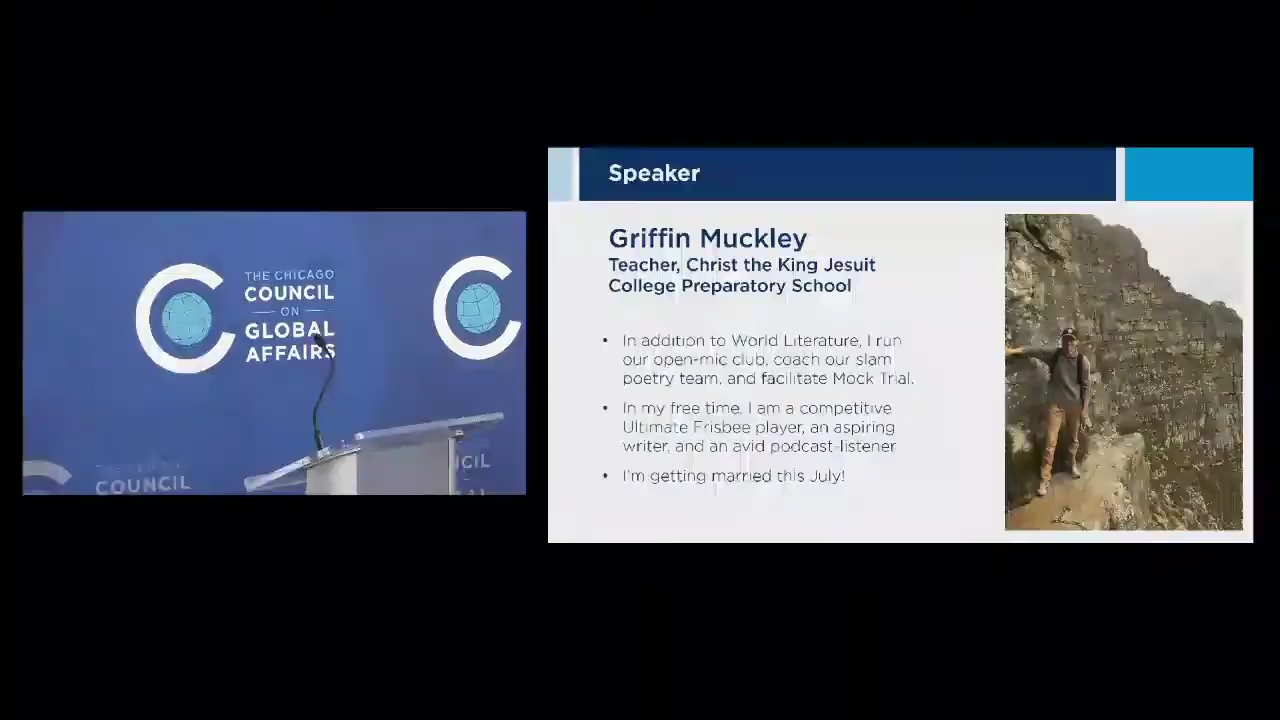 THE CHICAGO
COUNCIL
ON
GLOBAL
AFFAIRS
COUNCIL
Speaker
Griffin Muckley
Teacher, Christ the King Jesuit
College Preparatory School
• In addition to World Literature, I run
our open-mic club, coach our slam
poetry team, and facilitate Mock Trial.
• In my free time, I am a competitive
Ultimate Frisbee player, an aspiring
writer, and an avid podcast-listener
• I'm getting married this July!